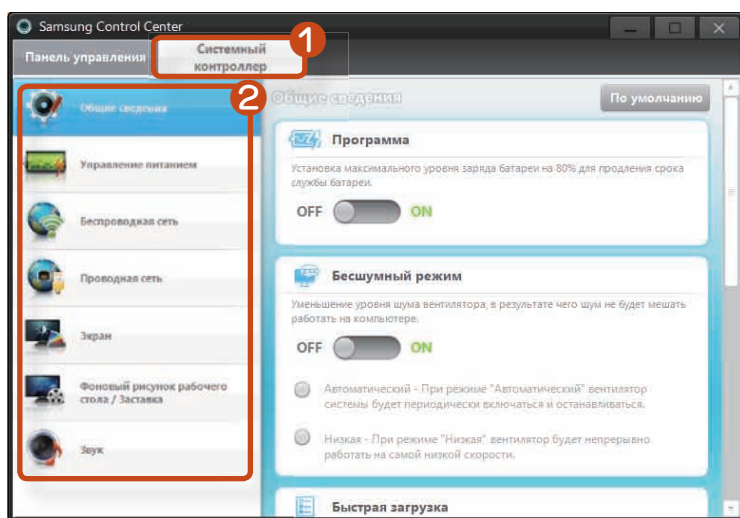 Samsung Control Center
Панель управления
Системный
контроллер
1
2
Общие сведения
Управление питанием
Беспроводная сеть
Проводная сеть
Экран
Фоновый рисунок рабочего
стола / Заставка
Звук
Общие сведения
По умолчанию
Программа
Установка максимального уровня заряда батареи на 80% для продления срока
службы батареи.
OFF ON
Бесшумный режим
Уменьшение уровня шума вентилятора, в результате чего шум не будет мешать
работать на компьютере.
OFF ON
Автоматический - При режиме "Автоматический" вентилятор
системы будет периодически включаться и останавливаться.
Низкая - При режиме "Низкая" вентилятор будет непрерывно
работать на самой низкой скорости.
Быстрая загрузка